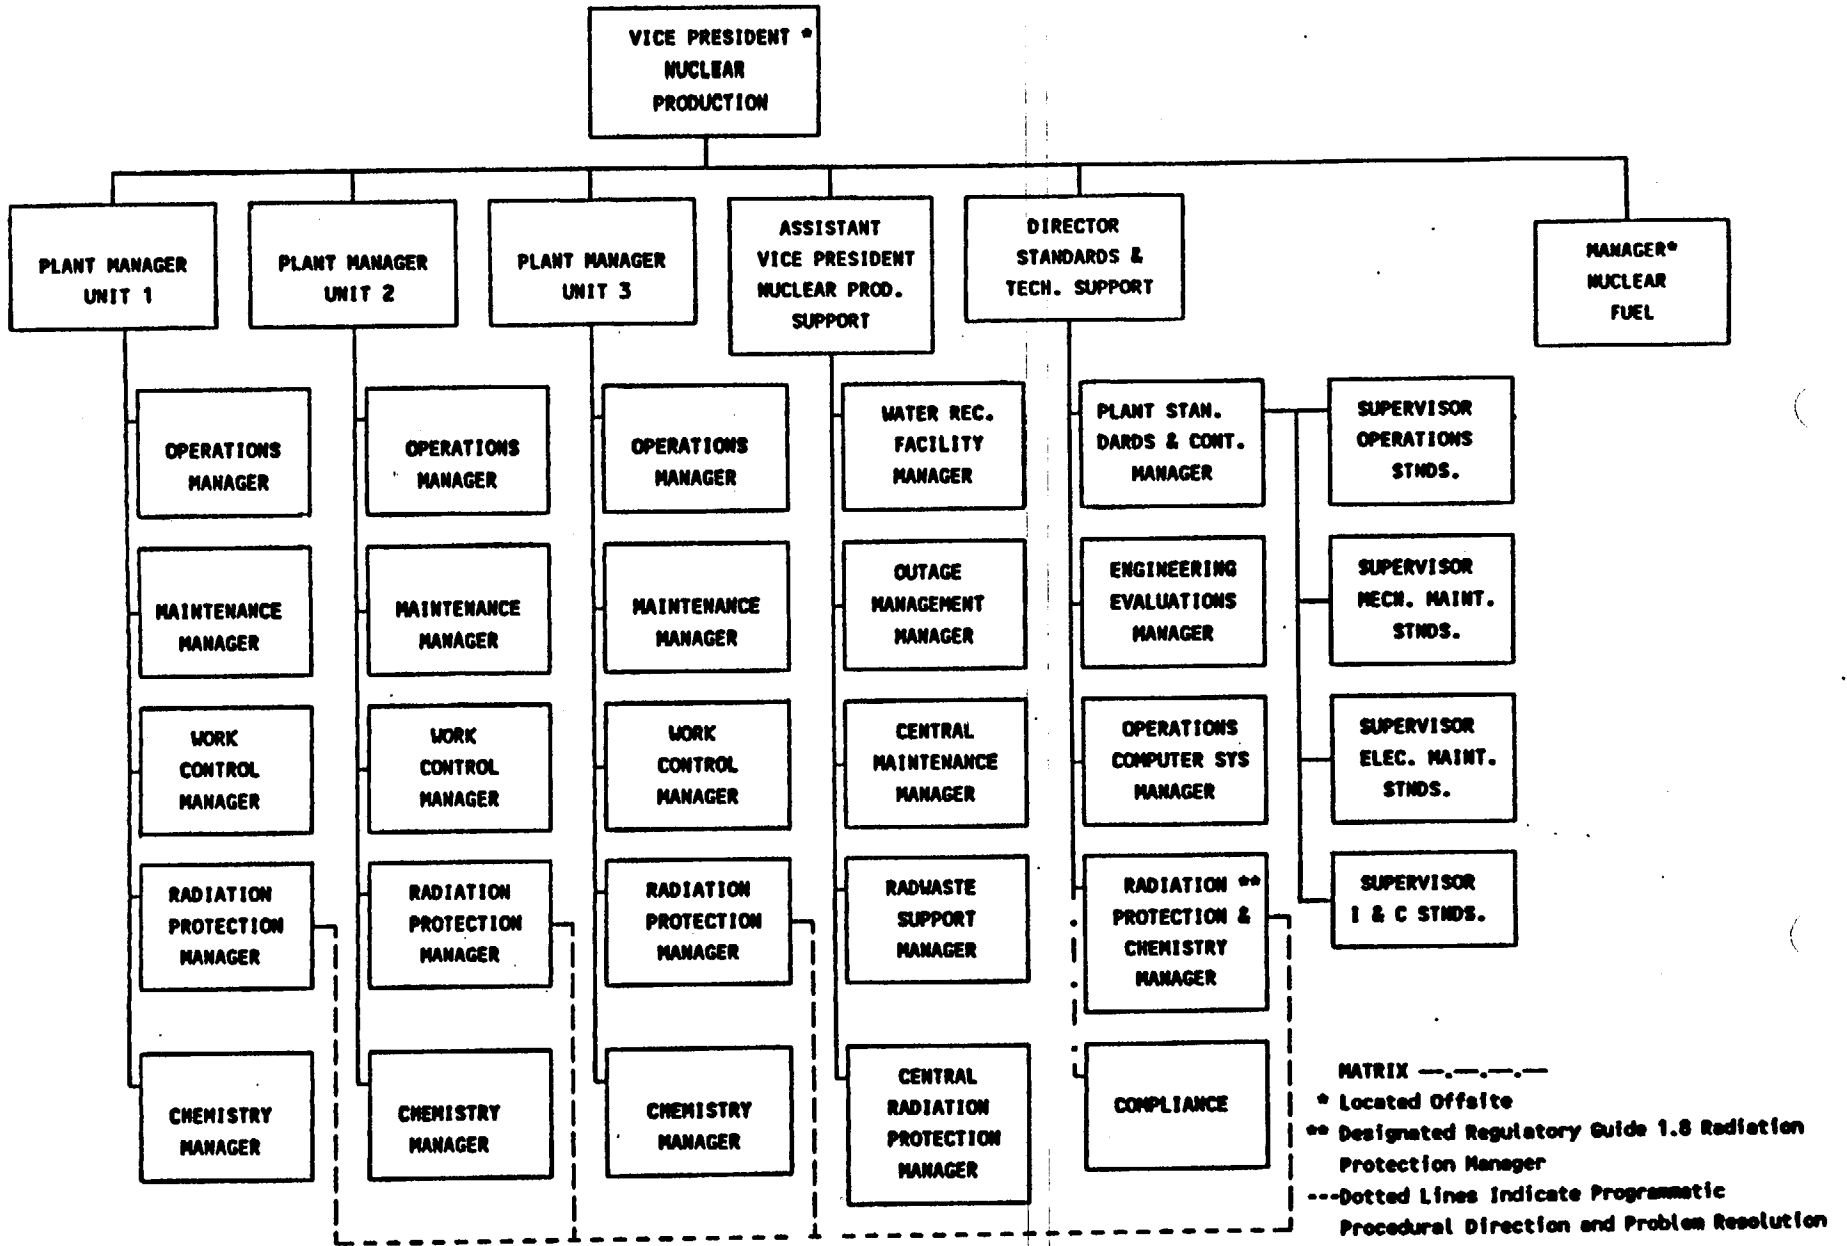 VICE PRESIDENT *
NUCLEAR
PRODUCTION
PLANT MANAGER
UNIT 1
PLANT MANAGER
UNIT 2
PLANT MANAGER
UNIT 3
ASSISTANT
VICE PRESIDENT
NUCLEAR PROD.
SUPPORT
DIRECTOR
STANDARDS &
TECH. SUPPORT
MANAGER*
NUCLEAR
FUEL
OPERATIONS
MANAGER
MAINTENANCE
MANAGER
WORK
CONTROL
MANAGER
RADIATION
PROTECTION
MANAGER
CHEMISTRY
MANAGER
OPERATIONS
MANAGER
MAINTENANCE
MANAGER
WORK
CONTROL
MANAGER
RADIATION
PROTECTION
MANAGER
CHEMISTRY
MANAGER
OPERATIONS
MANAGER
MAINTENANCE
MANAGER
WORK
CONTROL
MANAGER
RADIATION
PROTECTION
MANAGER
CHEMISTRY
MANAGER
WATER REC.
FACILITY
MANAGER
OUTAGE
MANAGEMENT
MANAGER
CENTRAL
MAINTENANCE
MANAGER
RADWASTE
SUPPORT
MANAGER
CENTRAL
RADIATION
PROTECTION
MANAGER
PLANT STAN.
DARDS & CONT.
MANAGER
ENGINEERING
EVALUATIONS
MANAGER
OPERATIONS
COMPUTER SYS
MANAGER
RADIATION **
PROTECTION &
CHEMISTRY
MANAGER
COMPLIANCE
SUPERVISOR
OPERATIONS
STNDS.
SUPERVISOR
MECH. MAINT.
STNDS.
SUPERVISOR
ELEC. MAINT.
STNDS.
SUPERVISOR
I & C STNDS.
MATRIX —.—.—.—
* Located Offsite
** Designated Regulatory Guide 1.8 Radiation
Protection Manager
---Dotted Lines Indicate Programmatic
Procedural Direction and Problem Resolution